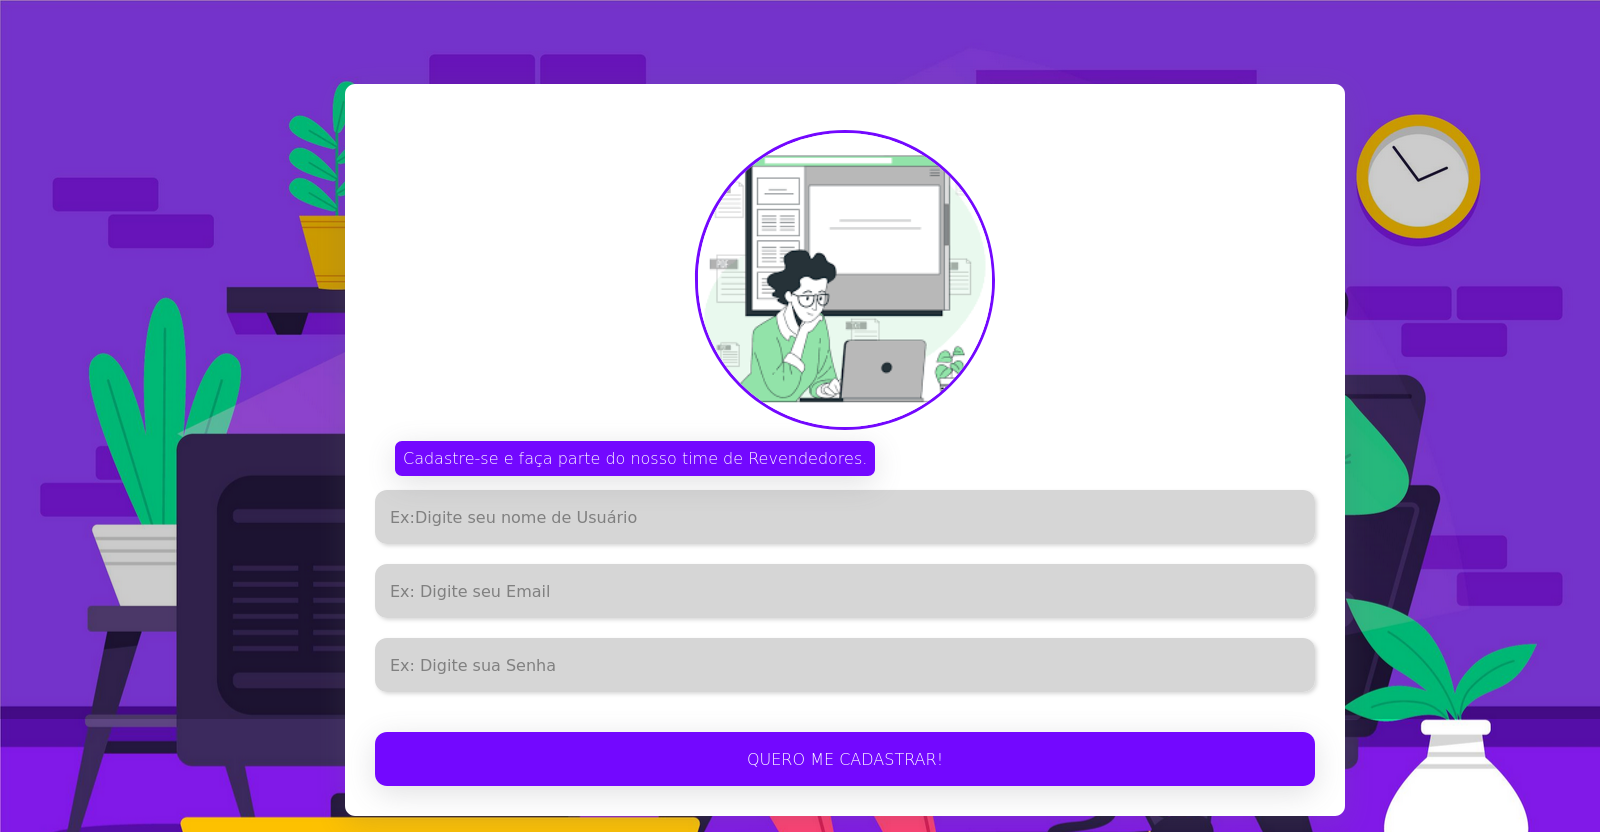 Cadastre-se e faça parte do nosso time de Revendedores.
Ex:Digite seu nome de Usuário
Ex: Digite seu Email
Ex: Digite sua Senha
QUERO ME CADASTRAR!